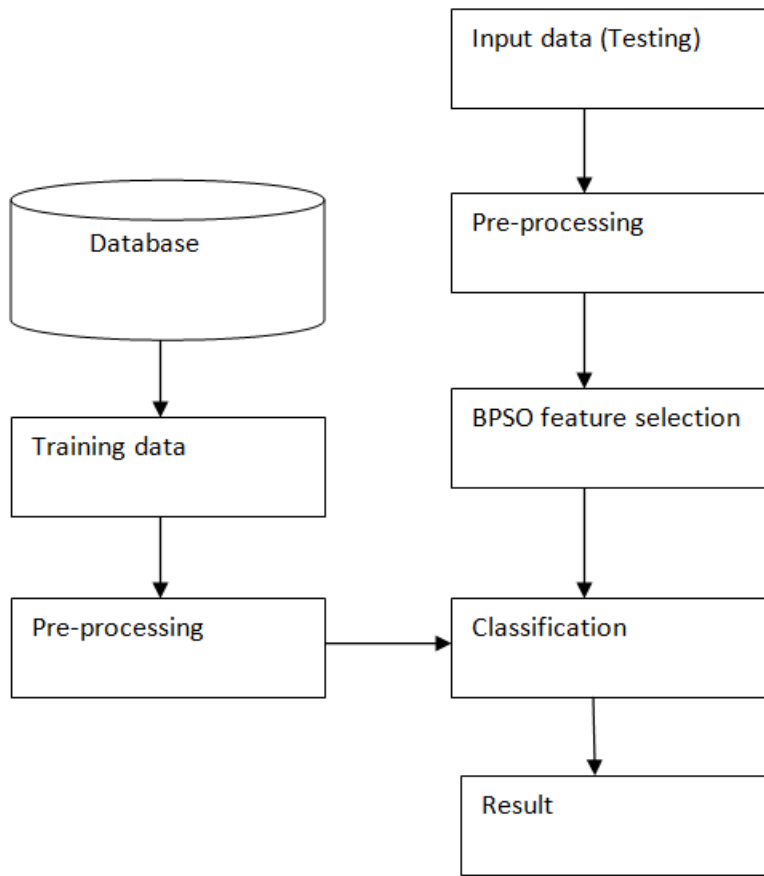 Input data (Testing)
Pre-processing
Database
BPSO feature selection
Training data
Pre-processing
Classification
Result